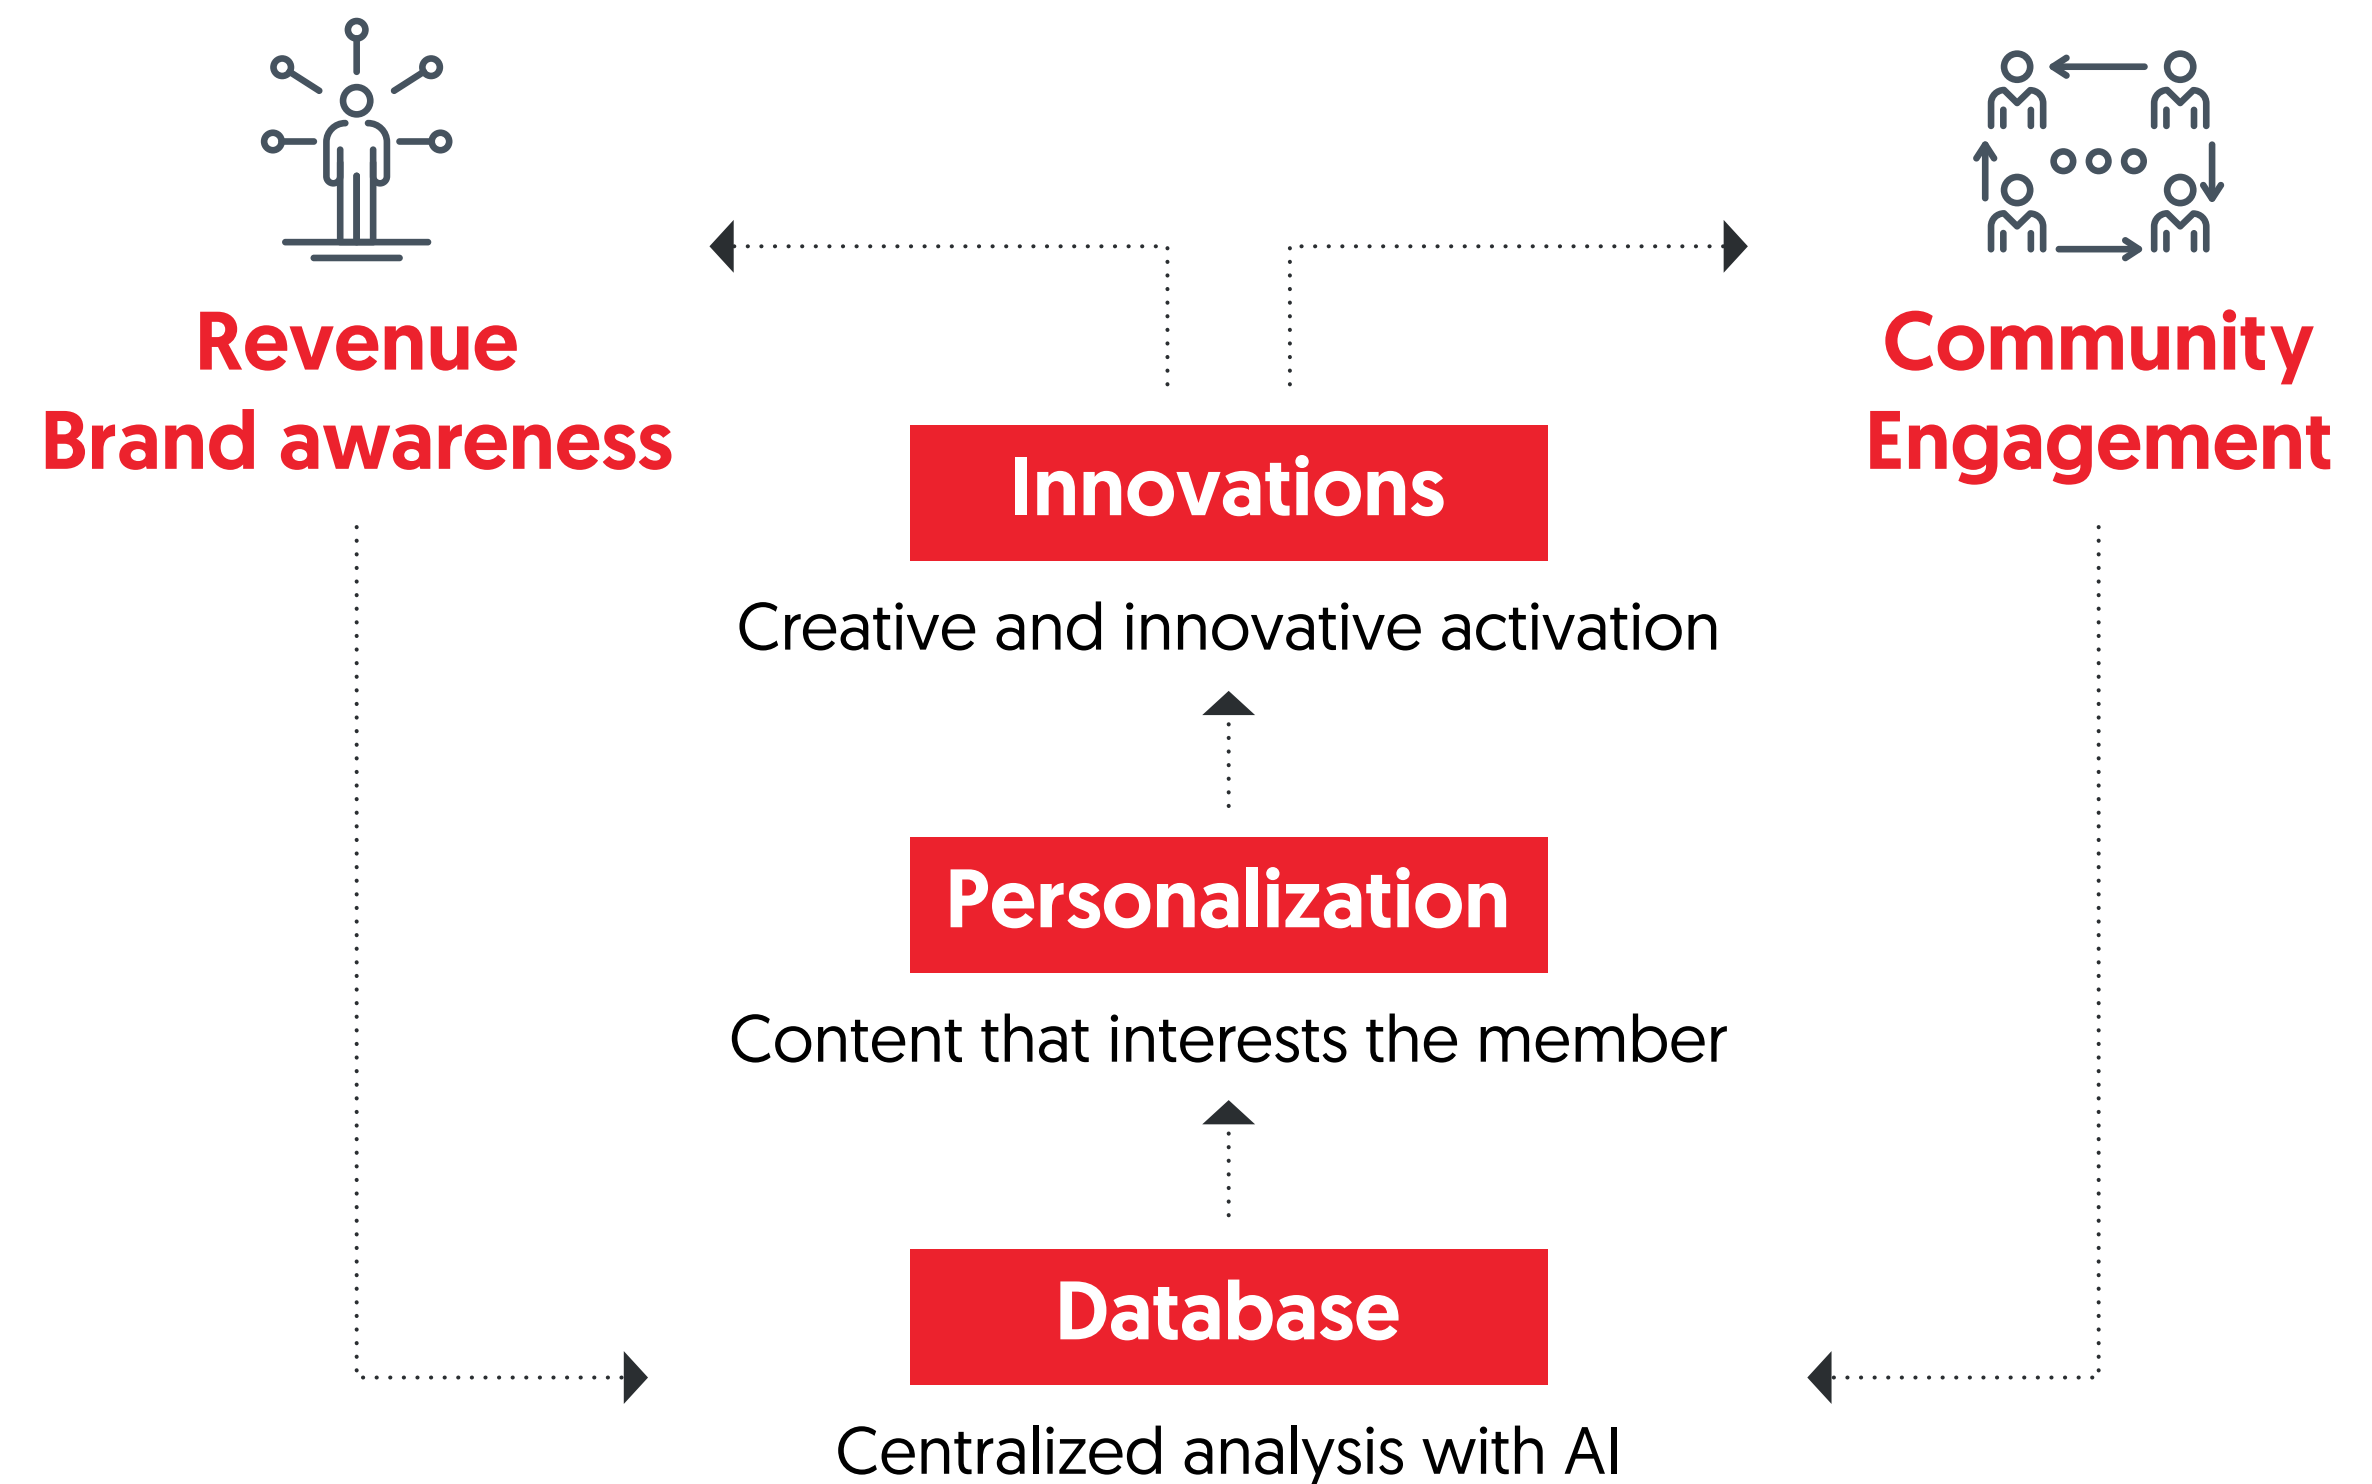 Revenue
Brand awareness
Community
Engagement
Innovations
Creative and innovative activation
Personalization
Content that interests the member
Database
Centralized analysis with AI